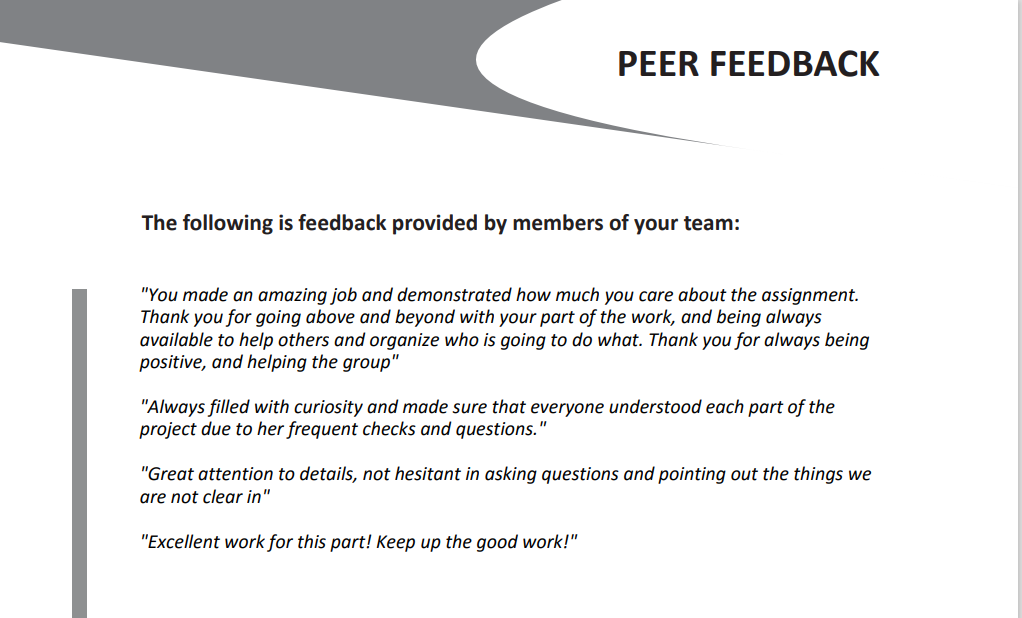 PEER FEEDBACK
The following is feedback provided by members of your team:
"You made an amazing job and demonstrated how much you care about the assignment.
Thank you for going above and beyond with your part of the work, and being always
available to help others and organize who is going to do what. Thank you for always being
positive, and helping the group"
"Always filled with curiosity and made sure that everyone understood each part of the
project due to her frequent checks and questions."
"Great attention to details, not hesitant in asking questions and pointing out the things we
are not clear in"
"Excellent work for this part! Keep up the good work!"